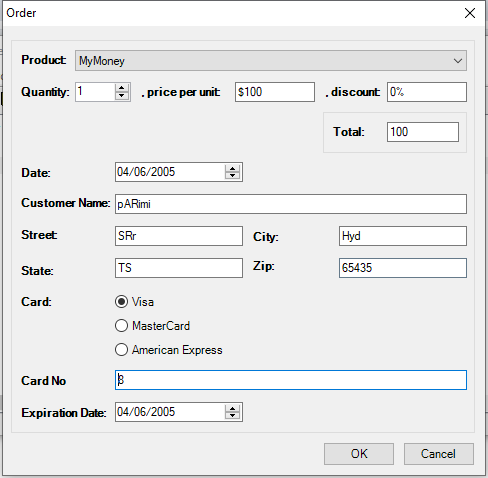 Order
Product: MyMoney
Quantity: 1 , price per unit: $100 , discount: 0%
Total: 100
Date: 04/06/2005
Customer Name: pARimi
Street: SRr City: Hyd
State: TS Zip: 65435
Card: Visa
MasterCard
American Express
Card No 8
Expiration Date: 04/06/2005
OK Cancel